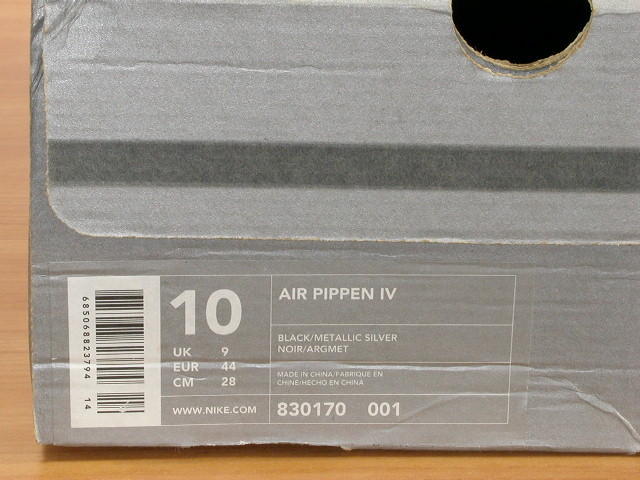 685068823794 14
10
UK 9
EUR 44
CM 28
WWW.NIKE.COM
AIR PIPPEN IV
BLACK/METALLIC SILVER
NOIR/ARGMET
MADE IN CHINA/FABRIQUE EN
CHINE/HECHO EN CHINA
830170 001